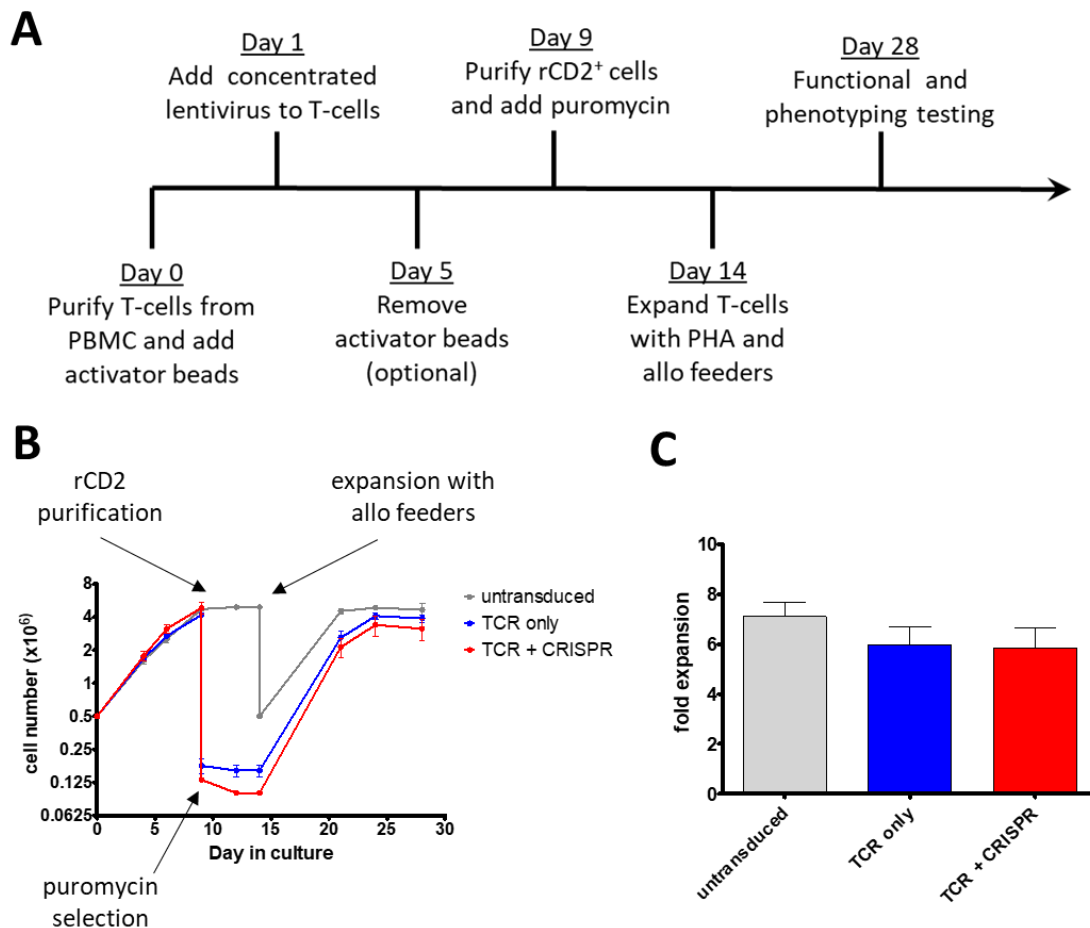 A
Day 1
Add concentrated
lentivirus to T-cells
Day 9
Purify rCD2⁺ cells
and add puromycin
Day 28
Functional and
phenotyping testing
Day 0
Purify T-cells from
PBMC and add
activator beads
Day 5
Remove
activator beads
(optional)
Day 14
Expand T-cells
with PHA and
allo feeders
B
rCD2
purification
expansion with
allo feeders
cell number (x10⁶)
8
4
2
1
0.5
0.25
0.125
0.0625
0
5
10
15
20
25
30
Day in culture
untransduced
TCR only
TCR + CRISPR
puromycin
selection
C
fold expansion
10
8
6
4
2
0
untransduced
TCR only
TCR + CRISPR